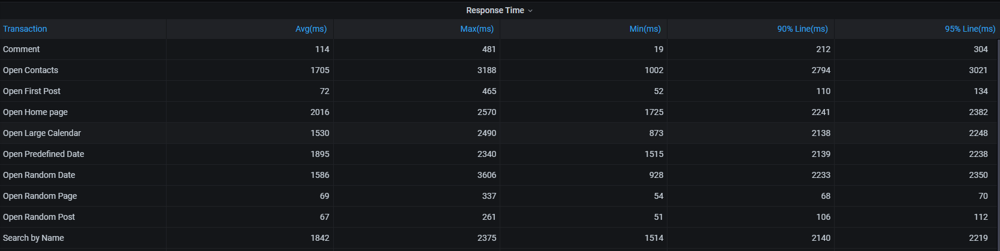 Response Time
Transaction Avg(ms) Max(ms) Min(ms) 90% Line(ms) 95% Line(ms)
Comment 114 481 19 212 304
Open Contacts 1705 3188 1002 2794 3021
Open First Post 72 465 52 110 134
Open Home page 2016 2570 1725 2241 2382
Open Large Calendar 1530 2490 873 2138 2248
Open Predefined Date 1895 2340 1515 2139 2238
Open Random Date 1586 3606 928 2233 2350
Open Random Page 69 337 54 68 70
Open Random Post 67 261 51 106 112
Search by Name 1842 2375 1514 2140 2219